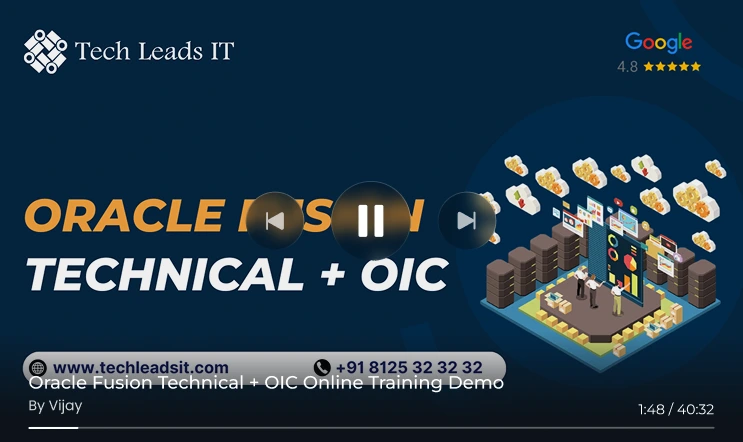 Tech Leads IT
Google
4.8
ORACLE FUSION
TECHNICAL + OIC
www.techleadsit.com
+91 8125 32 32 32
Oracle Fusion Technical + OIC Online Training Demo
By Vijay
1:48 / 40:32